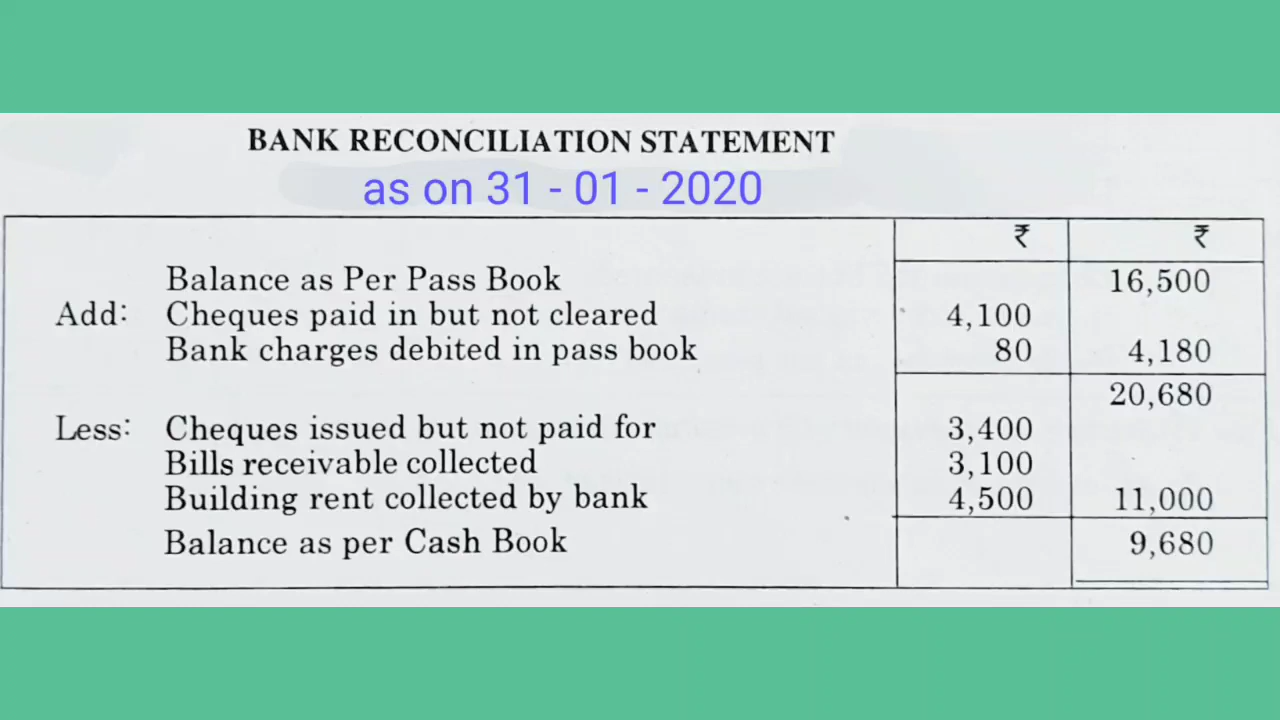 BANK RECONCILIATION STATEMENT
as on 31 - 01 - 2020
₹ ₹
Balance as Per Pass Book 16,500
Add: Cheques paid in but not cleared 4,100
Bank charges debited in pass book 80 4,180
20,680
Less: Cheques issued but not paid for 3,400
Bills receivable collected 3,100
Building rent collected by bank 4,500 11,000
Balance as per Cash Book 9,680